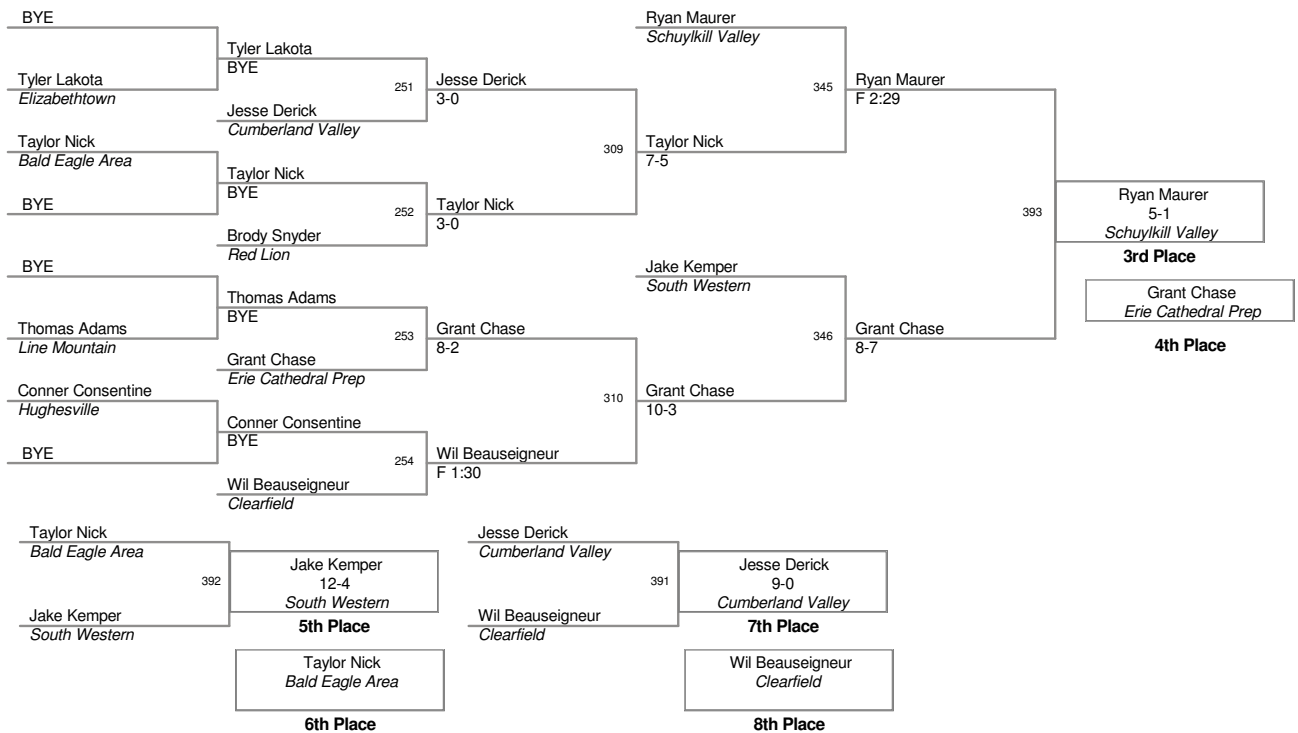 BYE
Tyler Lakota
Elizabethtown
Taylor Nick
Bald Eagle Area
BYE
BYE
Thomas Adams
Line Mountain
Conner Consentine
Hughesville
BYE
Tyler Lakota
BYE
251
Jesse Derick
Cumberland Valley
Taylor Nick
BYE
252
Brody Snyder
Red Lion
Thomas Adams
BYE
253
Grant Chase
Erie Cathedral Prep
Conner Consentine
BYE
254
Wil Beauseigneur
Clearfield
Jesse Derick
3-0
309
Taylor Nick
3-0
Grant Chase
8-2
310
Wil Beauseigneur
F 1:30
Ryan Maurer
Schuylkill Valley
345
Taylor Nick
7-5
Jake Kemper
South Western
346
Grant Chase
10-3
Ryan Maurer
F 2:29
393
Grant Chase
8-7
Ryan Maurer
5-1
Schuylkill Valley
3rd Place
Grant Chase
Erie Cathedral Prep
4th Place
Taylor Nick
Bald Eagle Area
392
Jake Kemper
South Western
Jake Kemper
12-4
South Western
5th Place
Taylor Nick
Bald Eagle Area
6th Place
Jesse Derick
Cumberland Valley
391
Wil Beauseigneur
Clearfield
Jesse Derick
9-0
Cumberland Valley
7th Place
Wil Beauseigneur
Clearfield
8th Place